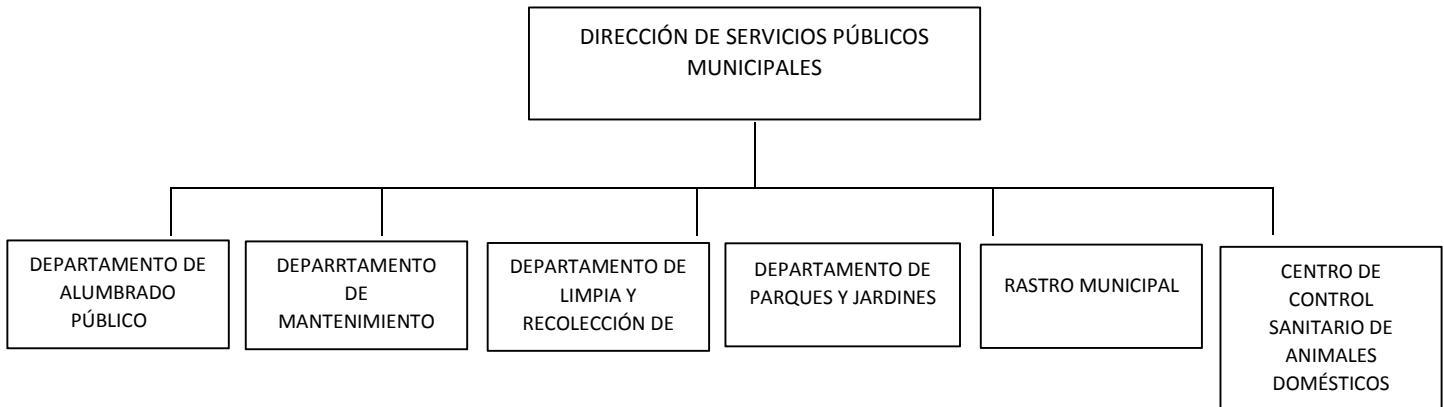 DIRECCIÓN DE SERVICIOS PÚBLICOS
MUNICIPALES
DEPARTAMENTO DE
ALUMBRADO
PÚBLICO
DEPARRTAMENTO
DE
MANTENIMIENTO
DEPARTAMENTO DE
LIMPIA Y
RECOLECCIÓN DE
DEPARTAMENTO DE
PARQUES Y JARDINES
RASTRO MUNICIPAL
CENTRO DE
CONTROL
SANITARIO DE
ANIMALES
DOMÉSTICOS